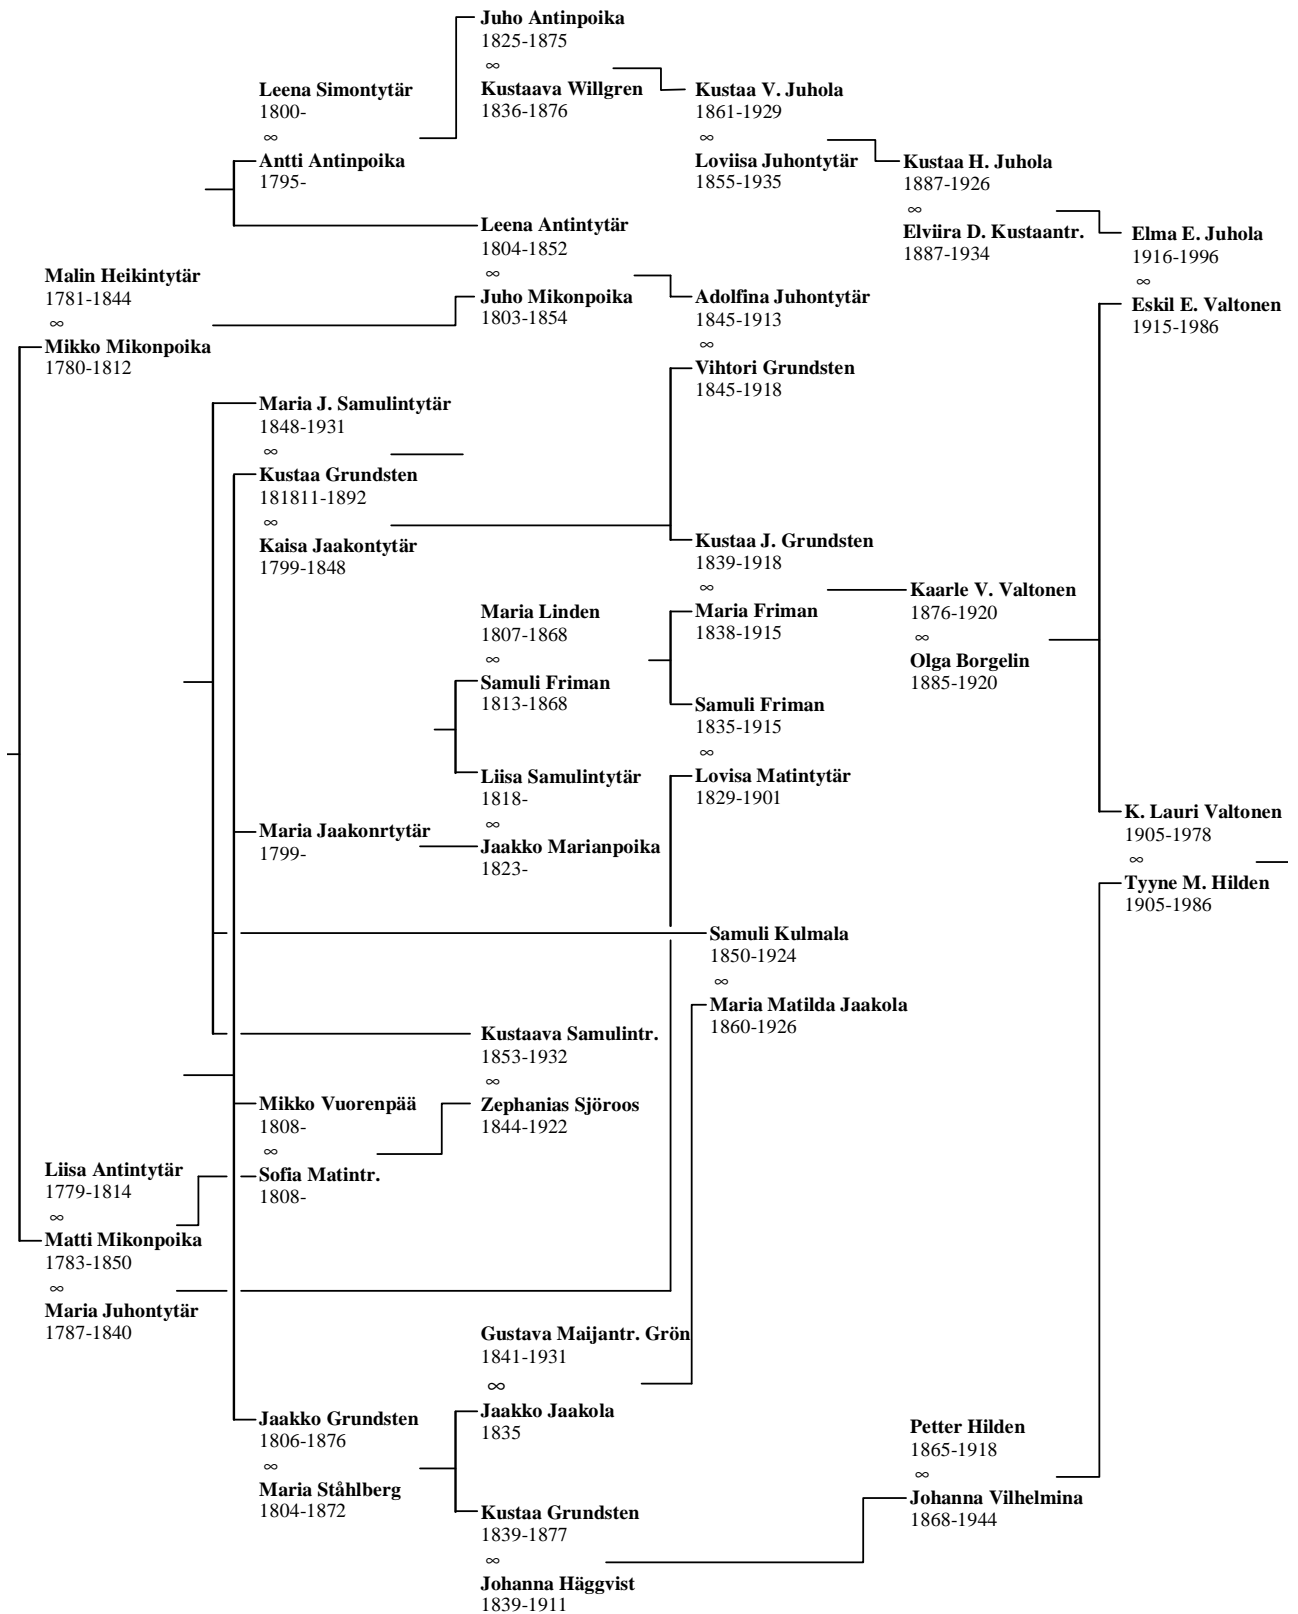 Juho Antinpoika
1825-1875
∞
Kustaava Willgren
1836-1876
Leena Simontytär
1800-
∞
Antti Antinpoika
1795-
Kustaa V. Juhola
1861-1929
∞
Loviisa Juhontytär
1855-1935
Kustaa H. Juhola
1887-1926
∞
Elviira D. Kustaantr.
1887-1934
Elma E. Juhola
1916-1996
∞
Eskil E. Valtonen
1915-1986
Leena Antintytär
1804-1852
∞
Juho Mikonpoika
1803-1854
Malin Heikintytär
1781-1844
∞
Mikko Mikonpoika
1780-1812
Adolfina Juhontytär
1845-1913
∞
Vihtori Grundsten
1845-1918
Maria J. Samulintytär
1848-1931
∞
Kustaa Grundsten
181811-1892
∞
Kaisa Jaakontytär
1799-1848
Kustaa J. Grundsten
1839-1918
∞
Maria Friman
1838-1915
Kaarle V. Valtonen
1876-1920
∞
Olga Borgelin
1885-1920
Maria Linden
1807-1868
∞
Samuli Friman
1813-1868
Samuli Friman
1835-1915
∞
Lovisa Matintytär
1829-1901
Liisa Samulintytär
1818-
∞
Jaakko Marianpoika
1823-
Maria Jaakonrtytär
1799-
K. Lauri Valtonen
1905-1978
∞
Tyyne M. Hilden
1905-1986
Samuli Kulmala
1850-1924
∞
Maria Matilda Jaakola
1860-1926
Kustaava Samulintr.
1853-1932
∞
Zephanias Sjöroos
1844-1922
Mikko Vuorenpää
1808-
∞
Sofia Matintr.
1808-
Liisa Antintytär
1779-1814
∞
Matti Mikonpoika
1783-1850
∞
Maria Juhontytär
1787-1840
Gustava Maijantr. Grön
1841-1931
∞
Jaakko Jaakola
1835
Jaakko Grundsten
1806-1876
∞
Maria Ståhlberg
1804-1872
Kustaa Grundsten
1839-1877
∞
Johanna Häggvist
1839-1911
Petter Hilden
1865-1918
∞
Johanna Vilhelmina
1868-1944